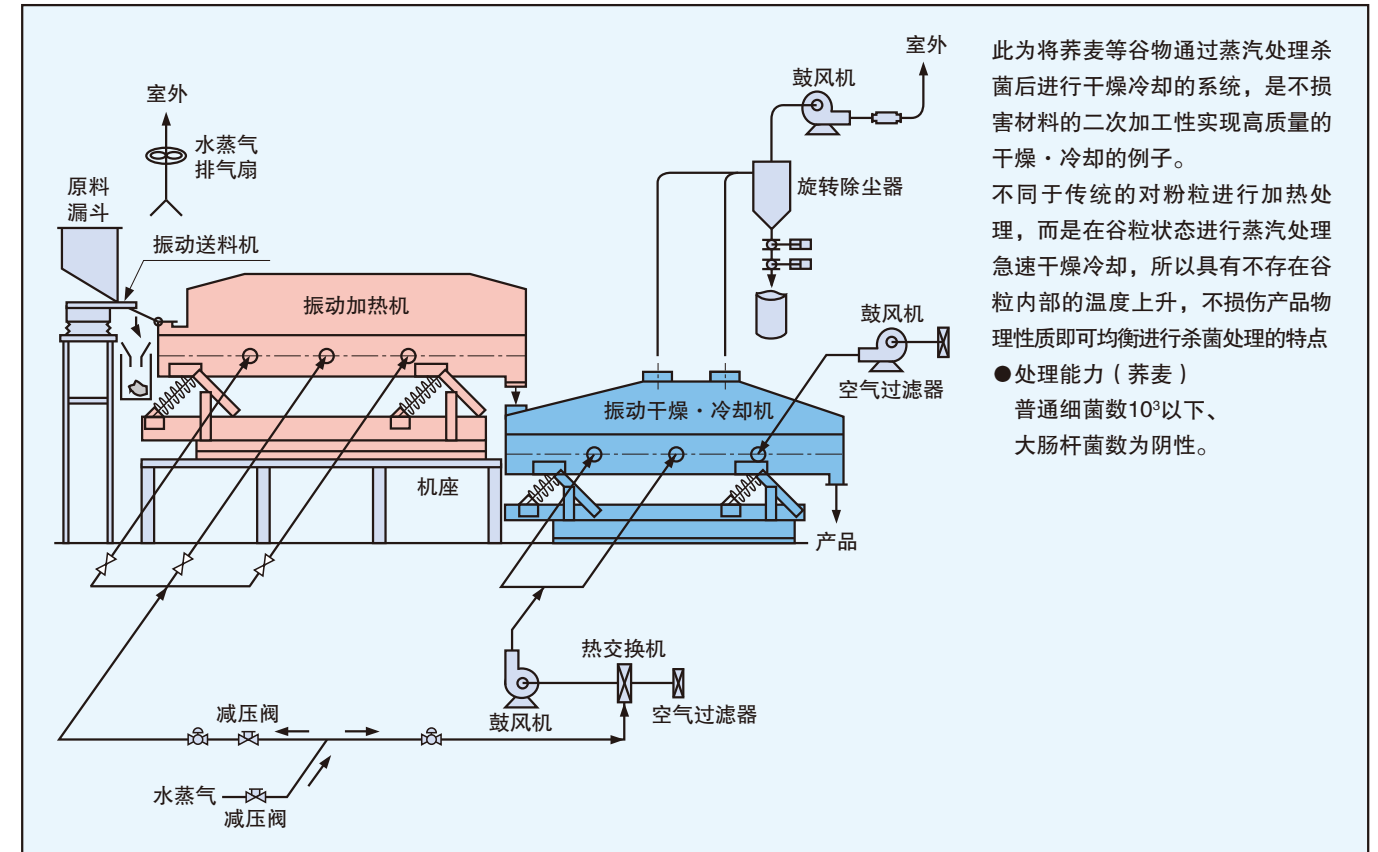 室外
水蒸气
排气扇
原料
漏斗
振动送料机
振动加热机
机座
室外
鼓风机
旋转除尘器
鼓风机
空气过滤器
振动干燥·冷却机
产品
热交换机
鼓风机
空气过滤器
减压阀
水蒸气
减压阀
此为将荞麦等谷物通过蒸汽处理杀
菌后进行干燥冷却的系统，是不损
害材料的二次加工性实现高质量的
干燥·冷却的例子。
不同于传统的对粉粒进行加热处
理，而是在谷粒状态进行蒸汽处理
急速干燥冷却，所以具有不存在谷
粒内部的温度上升，不损伤产品物
理性质即可均衡进行杀菌处理的特点
●处理能力（荞麦）
普通细菌数10³以下、
大肠杆菌数为阴性。